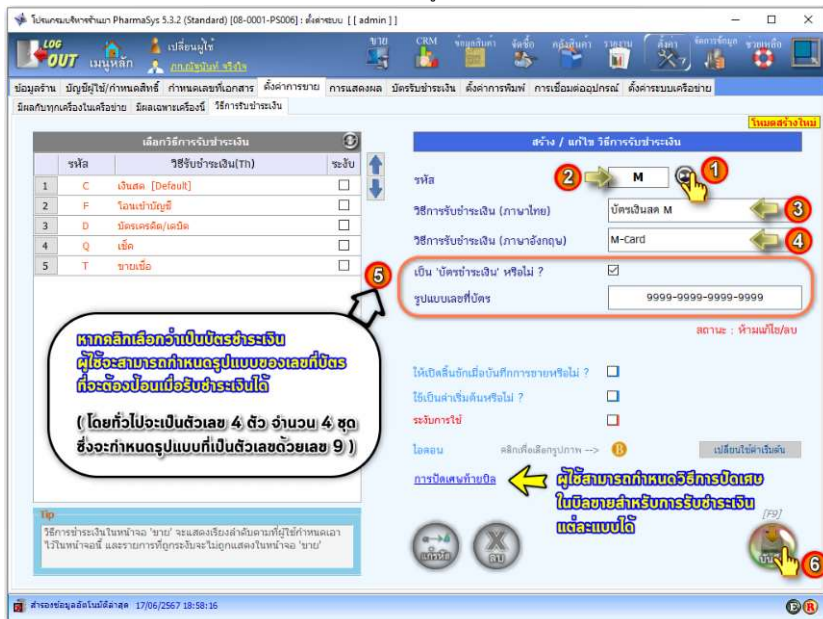 โปรแกรมบริหารร้านยา PharmaSys 5.3.2 (Standard) [08-0001-PS006] : ตั้งค่าระบบ [ [ admin ] ]
LOG OUT เมนูหลัก เปลี่ยนผู้ใช้
ขาย CRM ข้อมูลสินค้า จัดซื้อ คลังสินค้า รายงาน ตั้งค่า จัดการข้อมูล ช่วยเหลือ
ข้อมูลร้าน บัญชีผู้ใช้/กำหนดสิทธิ์ กำหนดเลขที่เอกสาร ตั้งค่าการขาย การแสดงผล บัตรรับชำระเงิน ตั้งค่าการพิมพ์ การเชื่อมต่ออุปกรณ์ ตั้งค่าระบบเครือข่าย
มีผลกับทุกเครื่องในเครือข่าย มีผลเฉพาะเครื่องนี้ วิธีการรับชำระเงิน
โหมดสร้างใหม่
เลือกวิธีการรับชำระเงิน
รหัส วิธีรับชำระเงิน(Th) ระงับ
1 C เงินสด [Default]
2 F โอนเข้าบัญชี
3 D บัตรเครดิต/เดบิต
4 Q เช็ค
5 T ขายเชื่อ
สร้าง / แก้ไข วิธีการรับชำระเงิน
รหัส 2 M 1
วิธีการรับชำระเงิน (ภาษาไทย) บัตรเงินสด M 3
วิธีการรับชำระเงิน (ภาษาอังกฤษ) M-Card 4
5
เป็น 'บัตรชำระเงิน' หรือไม่ ?
รูปแบบเลขที่บัตร 9999-9999-9999-9999
สถานะ : ห้ามแก้ไข/ลบ
หากคลิกเลือกว่าเป็นบัตรชำระเงิน
ผู้ใช้จะสามารถกำหนดรูปแบบของเลขที่บัตร
ที่จะต้องป้อนเมื่อรับชำระเงินได้
( โดยทั่วไปจะเป็นตัวเลข 4 ตัว จำนวน 4 ชุด
ซึ่งจะกำหนดรูปแบบที่เป็นตัวเลขด้วยเลข 9 )
ให้เปิดลิ้นชักเมื่อบันทึกการขายหรือไม่ ?
ใช้เป็นค่าเริ่มต้นหรือไม่ ?
ระงับการใช้
ไอคอน คลิกเพื่อเลือกรูปภาพ --> B เปลี่ยนใช้ค่าเริ่มต้น
การปัดเศษท้ายบิล
ผู้ใช้สามารถกำหนดวิธีการปัดเศษ
ในบิลขายสำหรับการรับชำระเงิน
แต่ละแบบได้
Tip
วิธีการชำระเงินในหน้าจอ 'ขาย' จะแสดงเรียงลำดับตามที่ผู้ใช้กำหนดเอา
ไว้ในหน้าจอนี้ และรายการที่ถูกระงับจะไม่ถูกแสดงในหน้าจอ 'ขาย'
[F9]
a→b
ลบ
6
สำรองข้อมูลอัตโนมัติล่าสุด 17/06/2567 18:58:16
E R